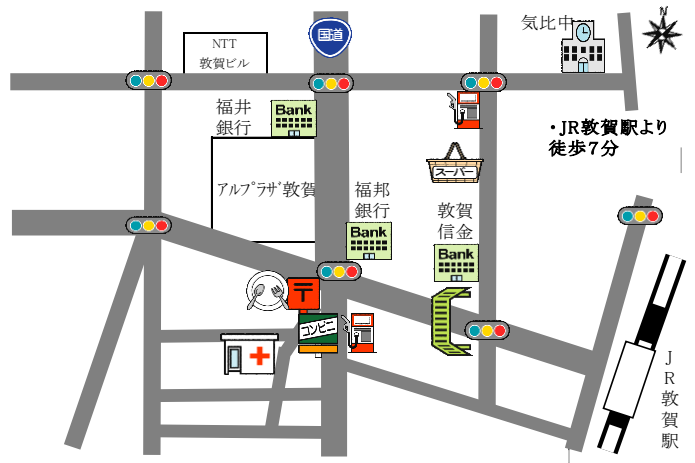 気比中
N
国道
NTT
敦賀ビル
福井
銀行
Bank
・JR敦賀駅より
徒歩7分
スーパー
アルプラザ敦賀
福邦
銀行
Bank
敦賀
信金
Bank
〒
コンビニ
JR敦賀駅